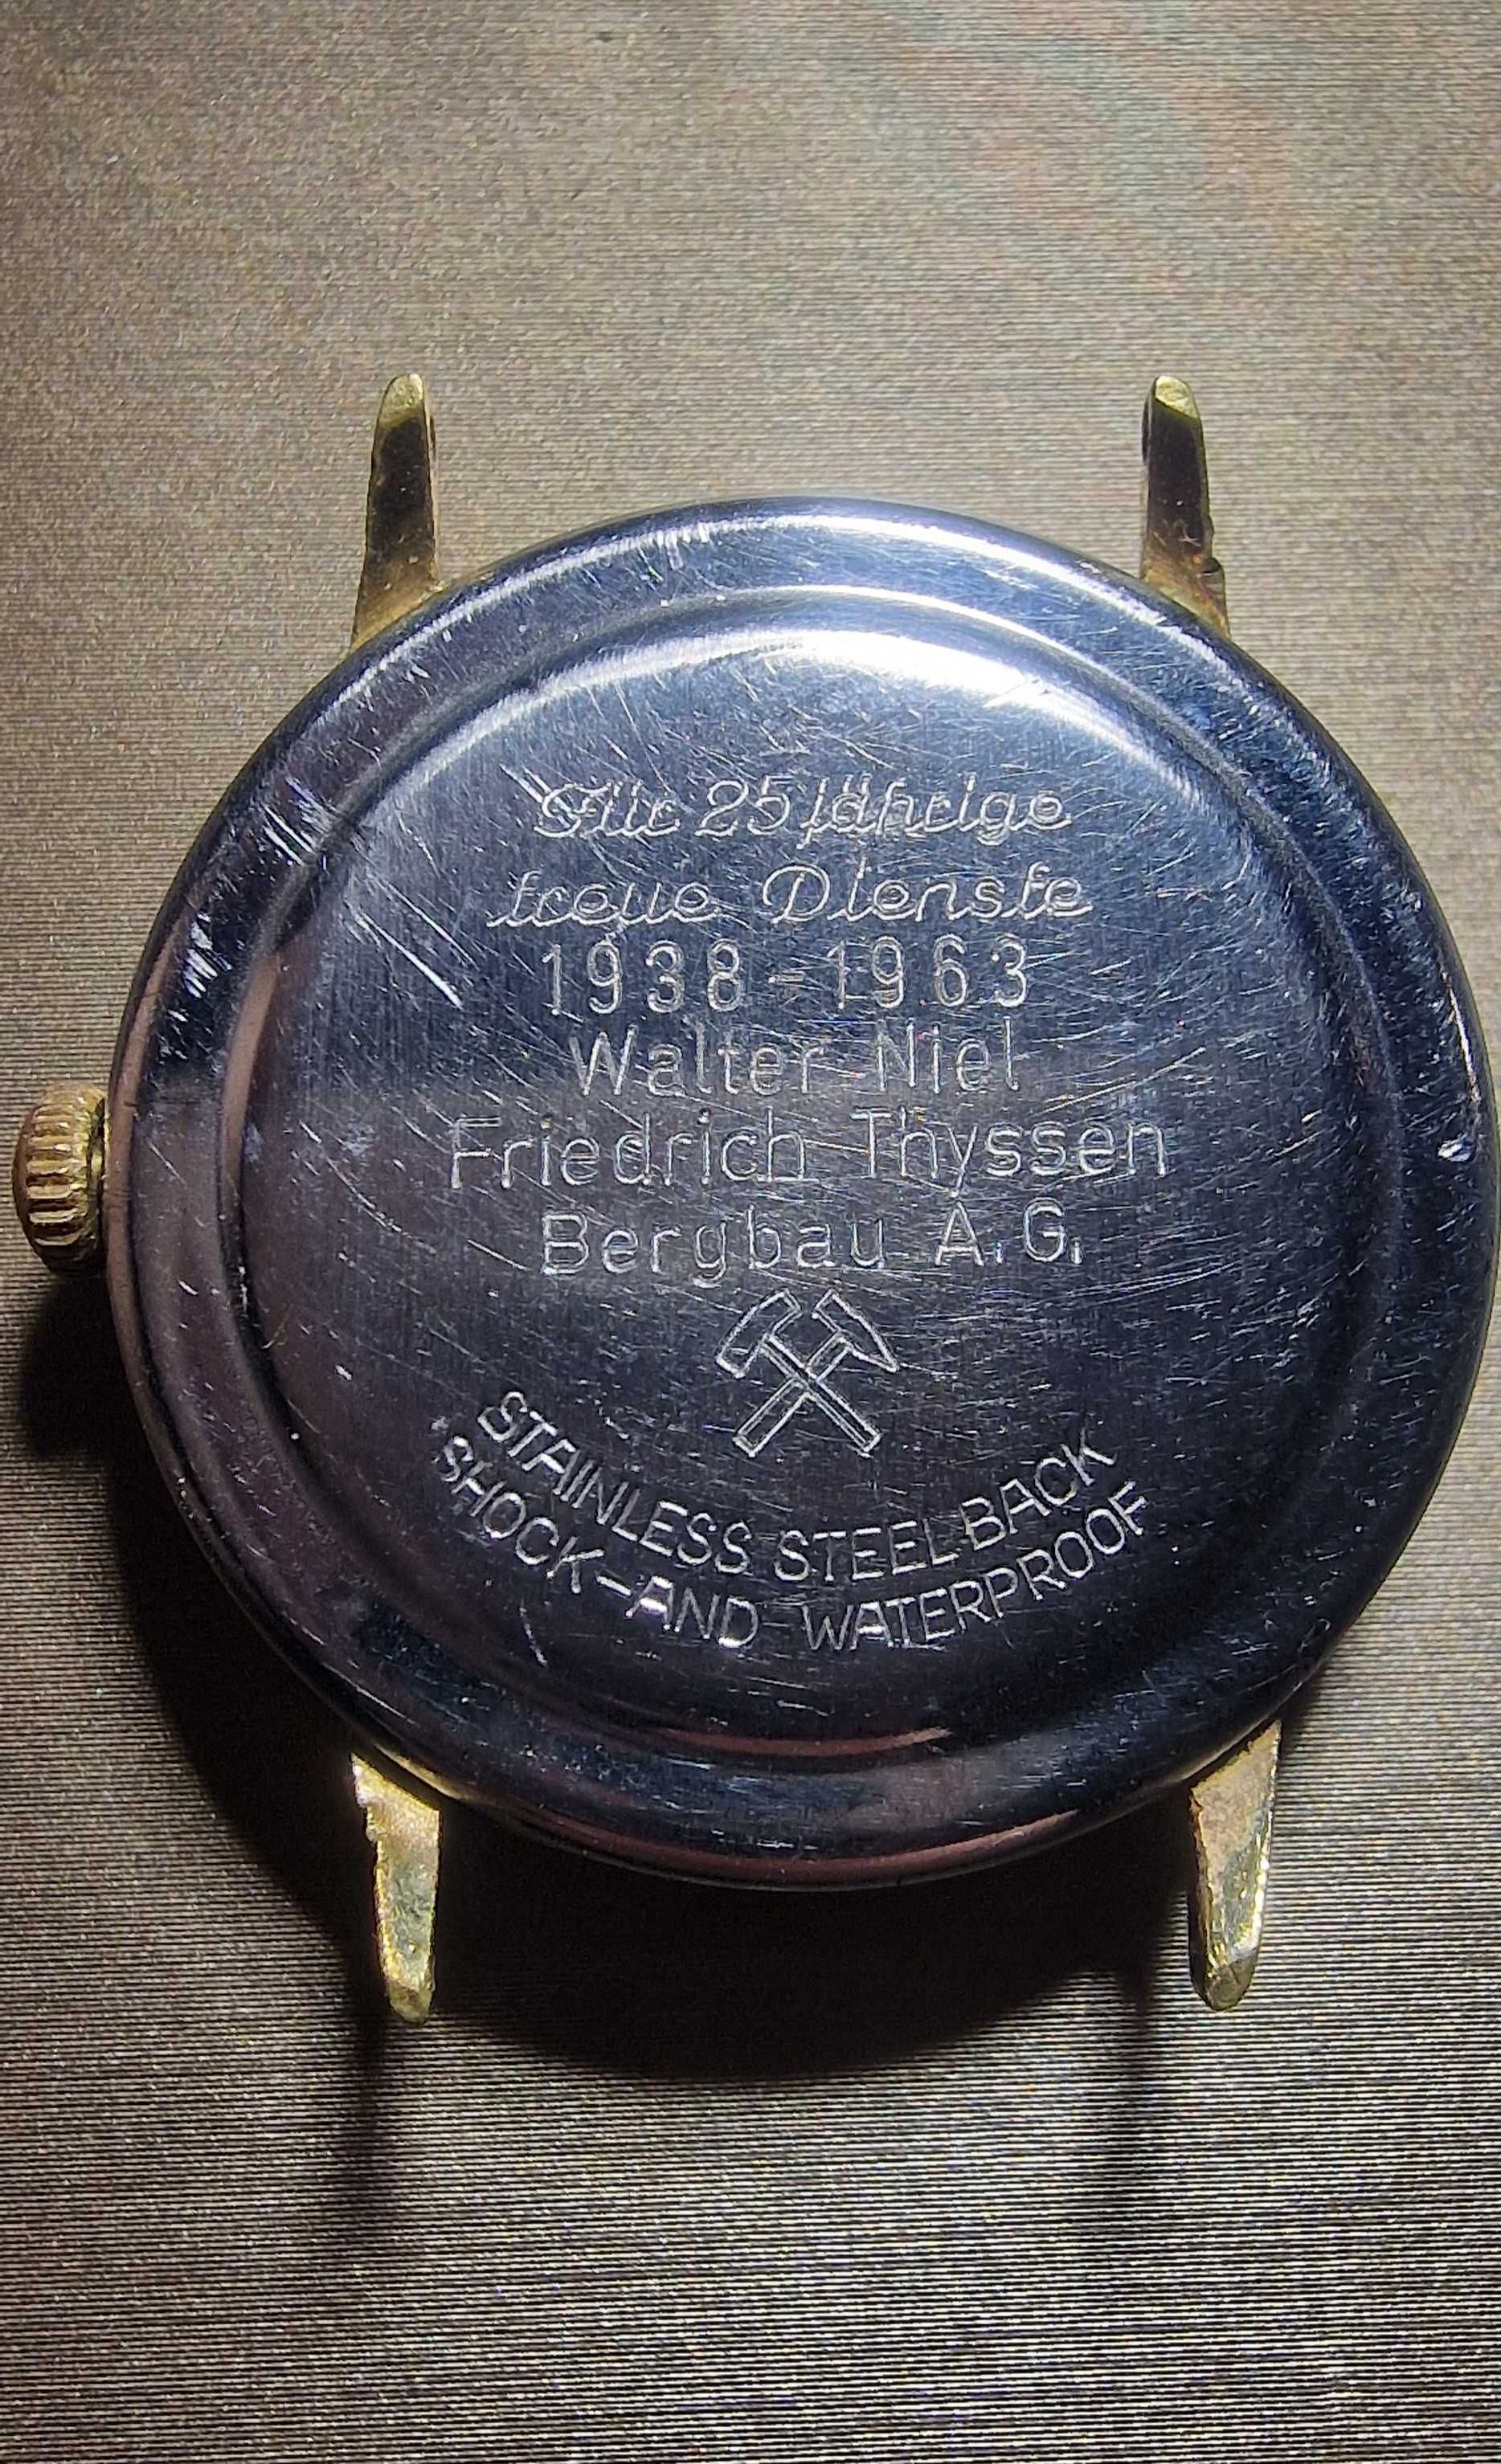 Für 25 jährige
treue Dienste
1938-1963
Walter Niel
Friedrich Thyssen
Bergbau A.G.
STAINLESS STEEL-BACK
SHOCK-AND WATERPROOF